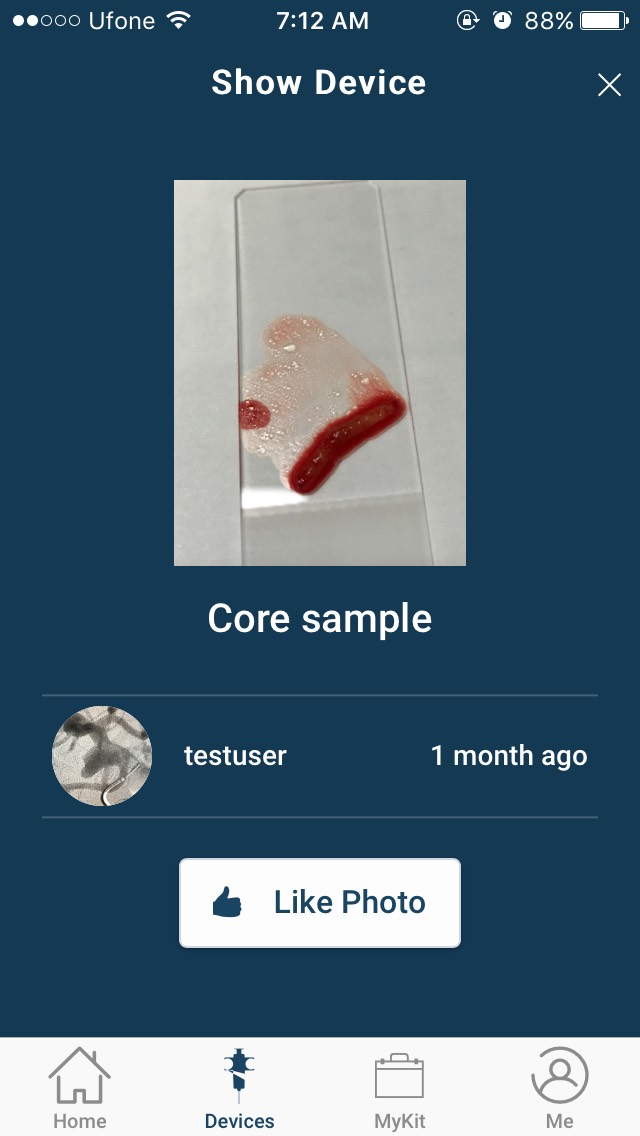 Ufone 7:12 AM 88%
Show Device
Core sample
testuser 1 month ago
Like Photo
Home Devices MyKit Me